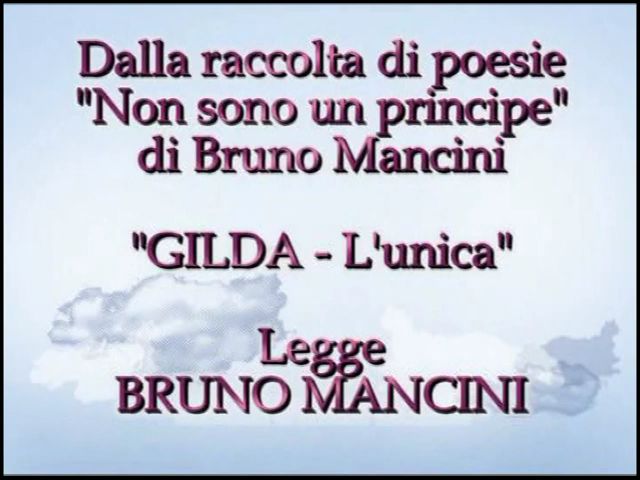 Dalla raccolta di poesie
"Non sono un principe"
di Bruno Mancini
"GILDA - L'unica"
Legge
BRUNO MANCINI